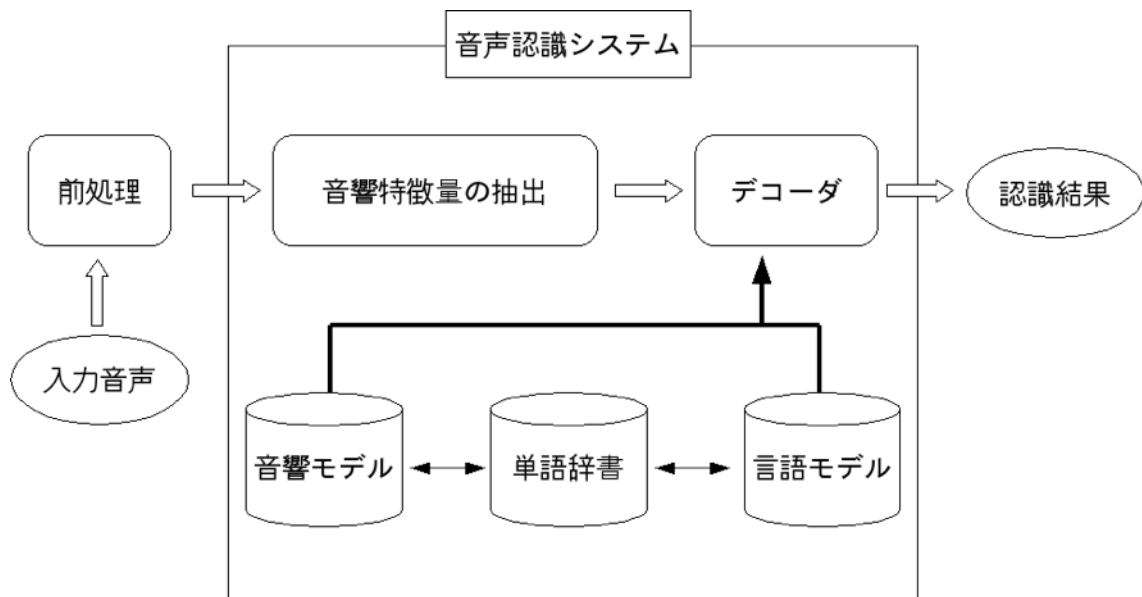 音声認識システム
前処理
音響特徴量の抽出
デコーダ
認識結果
入力音声
音響モデル
単語辞書
言語モデル